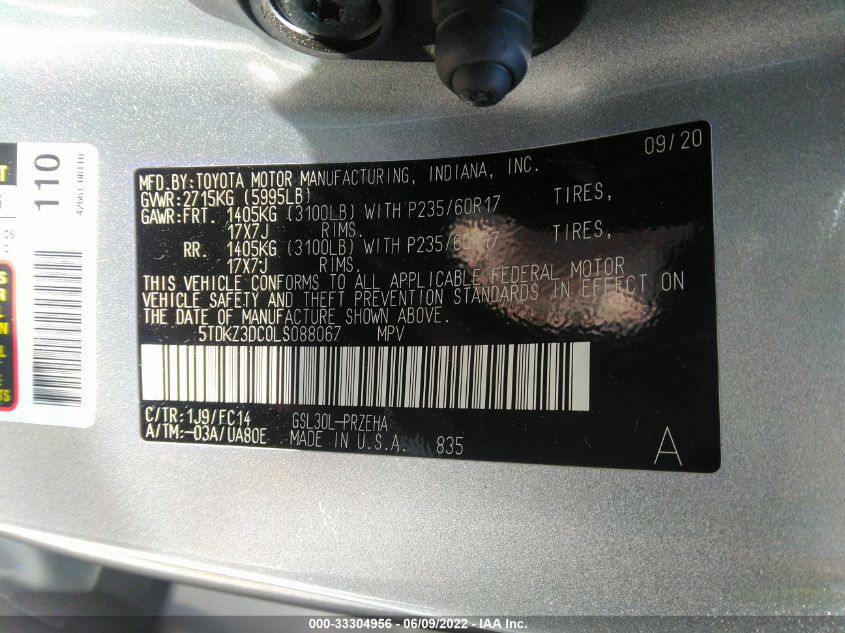 09/20
MFD.BY:TOYOTA MOTOR MANUFACTURING, INDIANA, INC.
GVWR:2715KG (5995LB)
GAWR:FRT. 1405KG (3100LB) WITH P235/60R17 TIRES,
17X7J RIMS.
RR. 1405KG (3100LB) WITH P235/60R17 TIRES,
17X7J RIMS.
THIS VEHICLE CONFORMS TO ALL APPLICABLE FEDERAL MOTOR
VEHICLE SAFETY AND THEFT PREVENTION STANDARDS IN EFFECT ON
THE DATE OF MANUFACTURE SHOWN ABOVE.
5TDKZ3DC0LS088067 MPV
C/TR:1J9/FC14 GSL30L-PRZEHA
A/TM:-03A/UA80E MADE IN U.S.A. 835
A
110
000-33304956 - 06/09/2022 - IAA Inc.